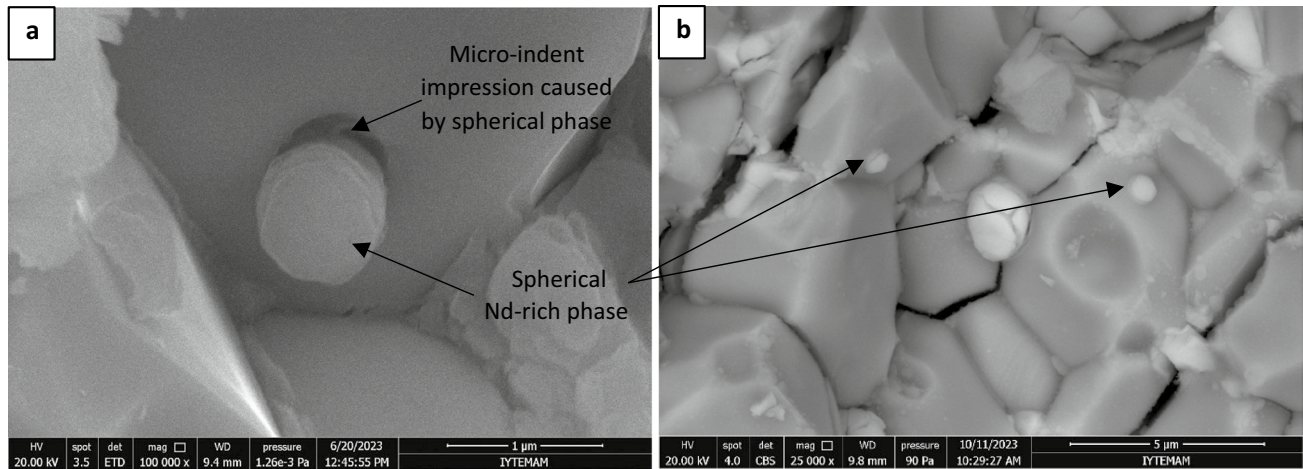 a
Micro-indent
impression caused
by spherical phase
Spherical
Nd-rich phase
b
HV spot det mag WD pressure 6/20/2023 1 µm
20.00 kV 3.5 ETD 100 000 x 9.4 mm 1.26e-3 Pa 12:45:55 PM IYTEMAM
HV spot det mag WD pressure 10/11/2023 5 µm
20.00 kV 4.0 CBS 25 000 x 9.8 mm 90 Pa 10:29:27 AM IYTEMAM